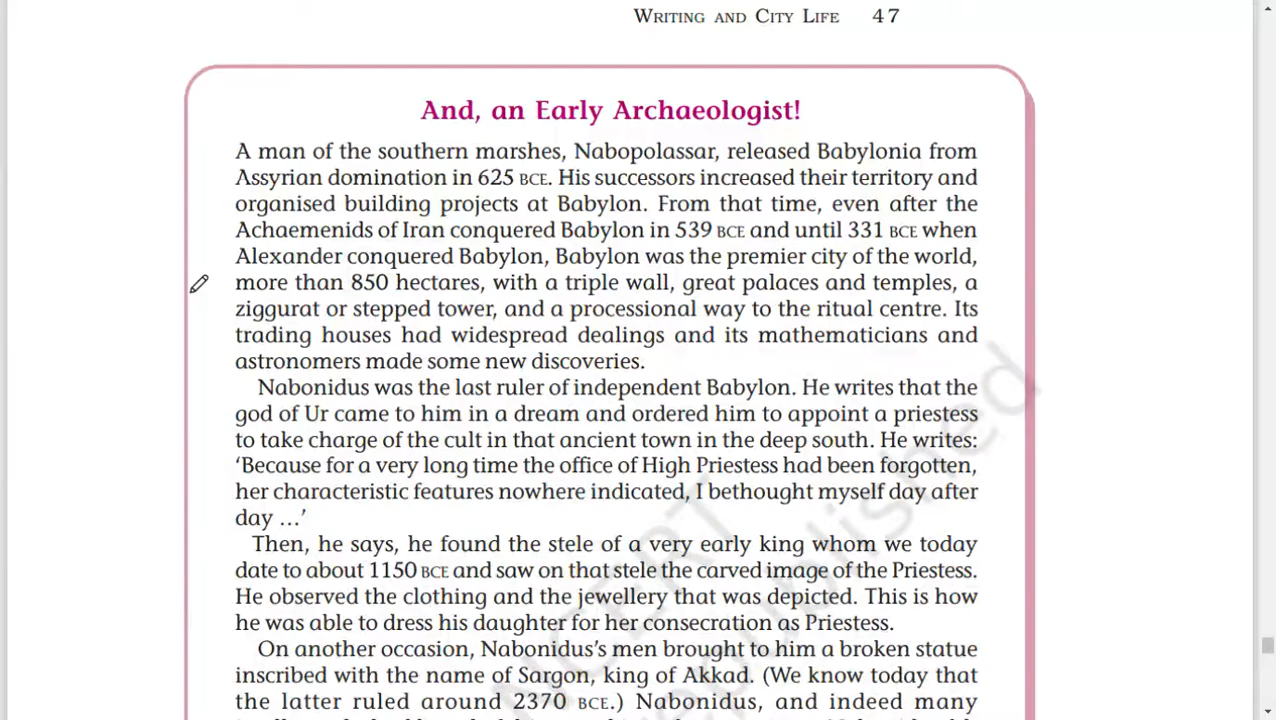 WRITING AND CITY LIFE 47
And, an Early Archaeologist!
A man of the southern marshes, Nabopolassar, released Babylonia from
Assyrian domination in 625 BCE. His successors increased their territory and
organised building projects at Babylon. From that time, even after the
Achaemenids of Iran conquered Babylon in 539 BCE and until 331 BCE when
Alexander conquered Babylon, Babylon was the premier city of the world,
more than 850 hectares, with a triple wall, great palaces and temples, a
ziggurat or stepped tower, and a processional way to the ritual centre. Its
trading houses had widespread dealings and its mathematicians and
astronomers made some new discoveries.
Nabonidus was the last ruler of independent Babylon. He writes that the
god of Ur came to him in a dream and ordered him to appoint a priestess
to take charge of the cult in that ancient town in the deep south. He writes:
‘Because for a very long time the office of High Priestess had been forgotten,
her characteristic features nowhere indicated, I bethought myself day after
day …’
Then, he says, he found the stele of a very early king whom we today
date to about 1150 BCE and saw on that stele the carved image of the Priestess.
He observed the clothing and the jewellery that was depicted. This is how
he was able to dress his daughter for her consecration as Priestess.
On another occasion, Nabonidus’s men brought to him a broken statue
inscribed with the name of Sargon, king of Akkad. (We know today that
the latter ruled around 2370 BCE.) Nabonidus, and indeed many
NCERT
republished